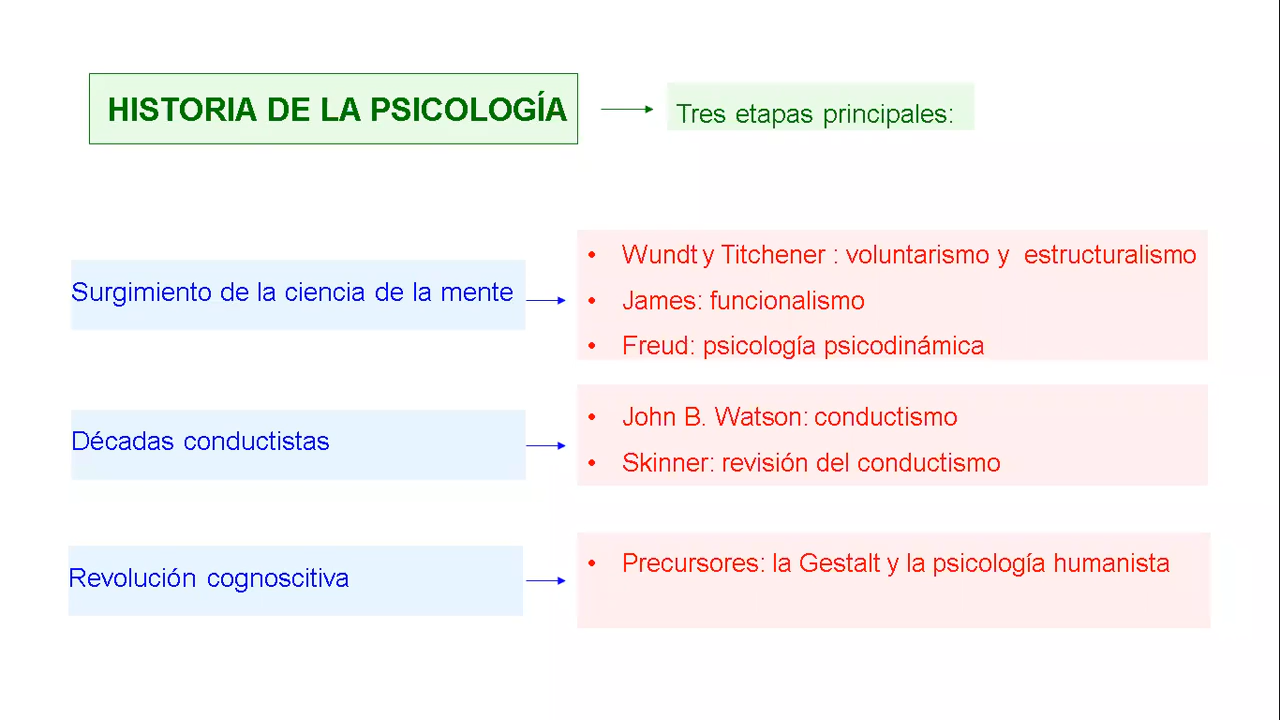 HISTORIA DE LA PSICOLOGÍA
Tres etapas principales:
Surgimiento de la ciencia de la mente
• Wundt y Titchener : voluntarismo y estructuralismo
• James: funcionalismo
• Freud: psicología psicodinámica
Décadas conductistas
• John B. Watson: conductismo
• Skinner: revisión del conductismo
Revolución cognoscitiva
• Precursores: la Gestalt y la psicología humanista